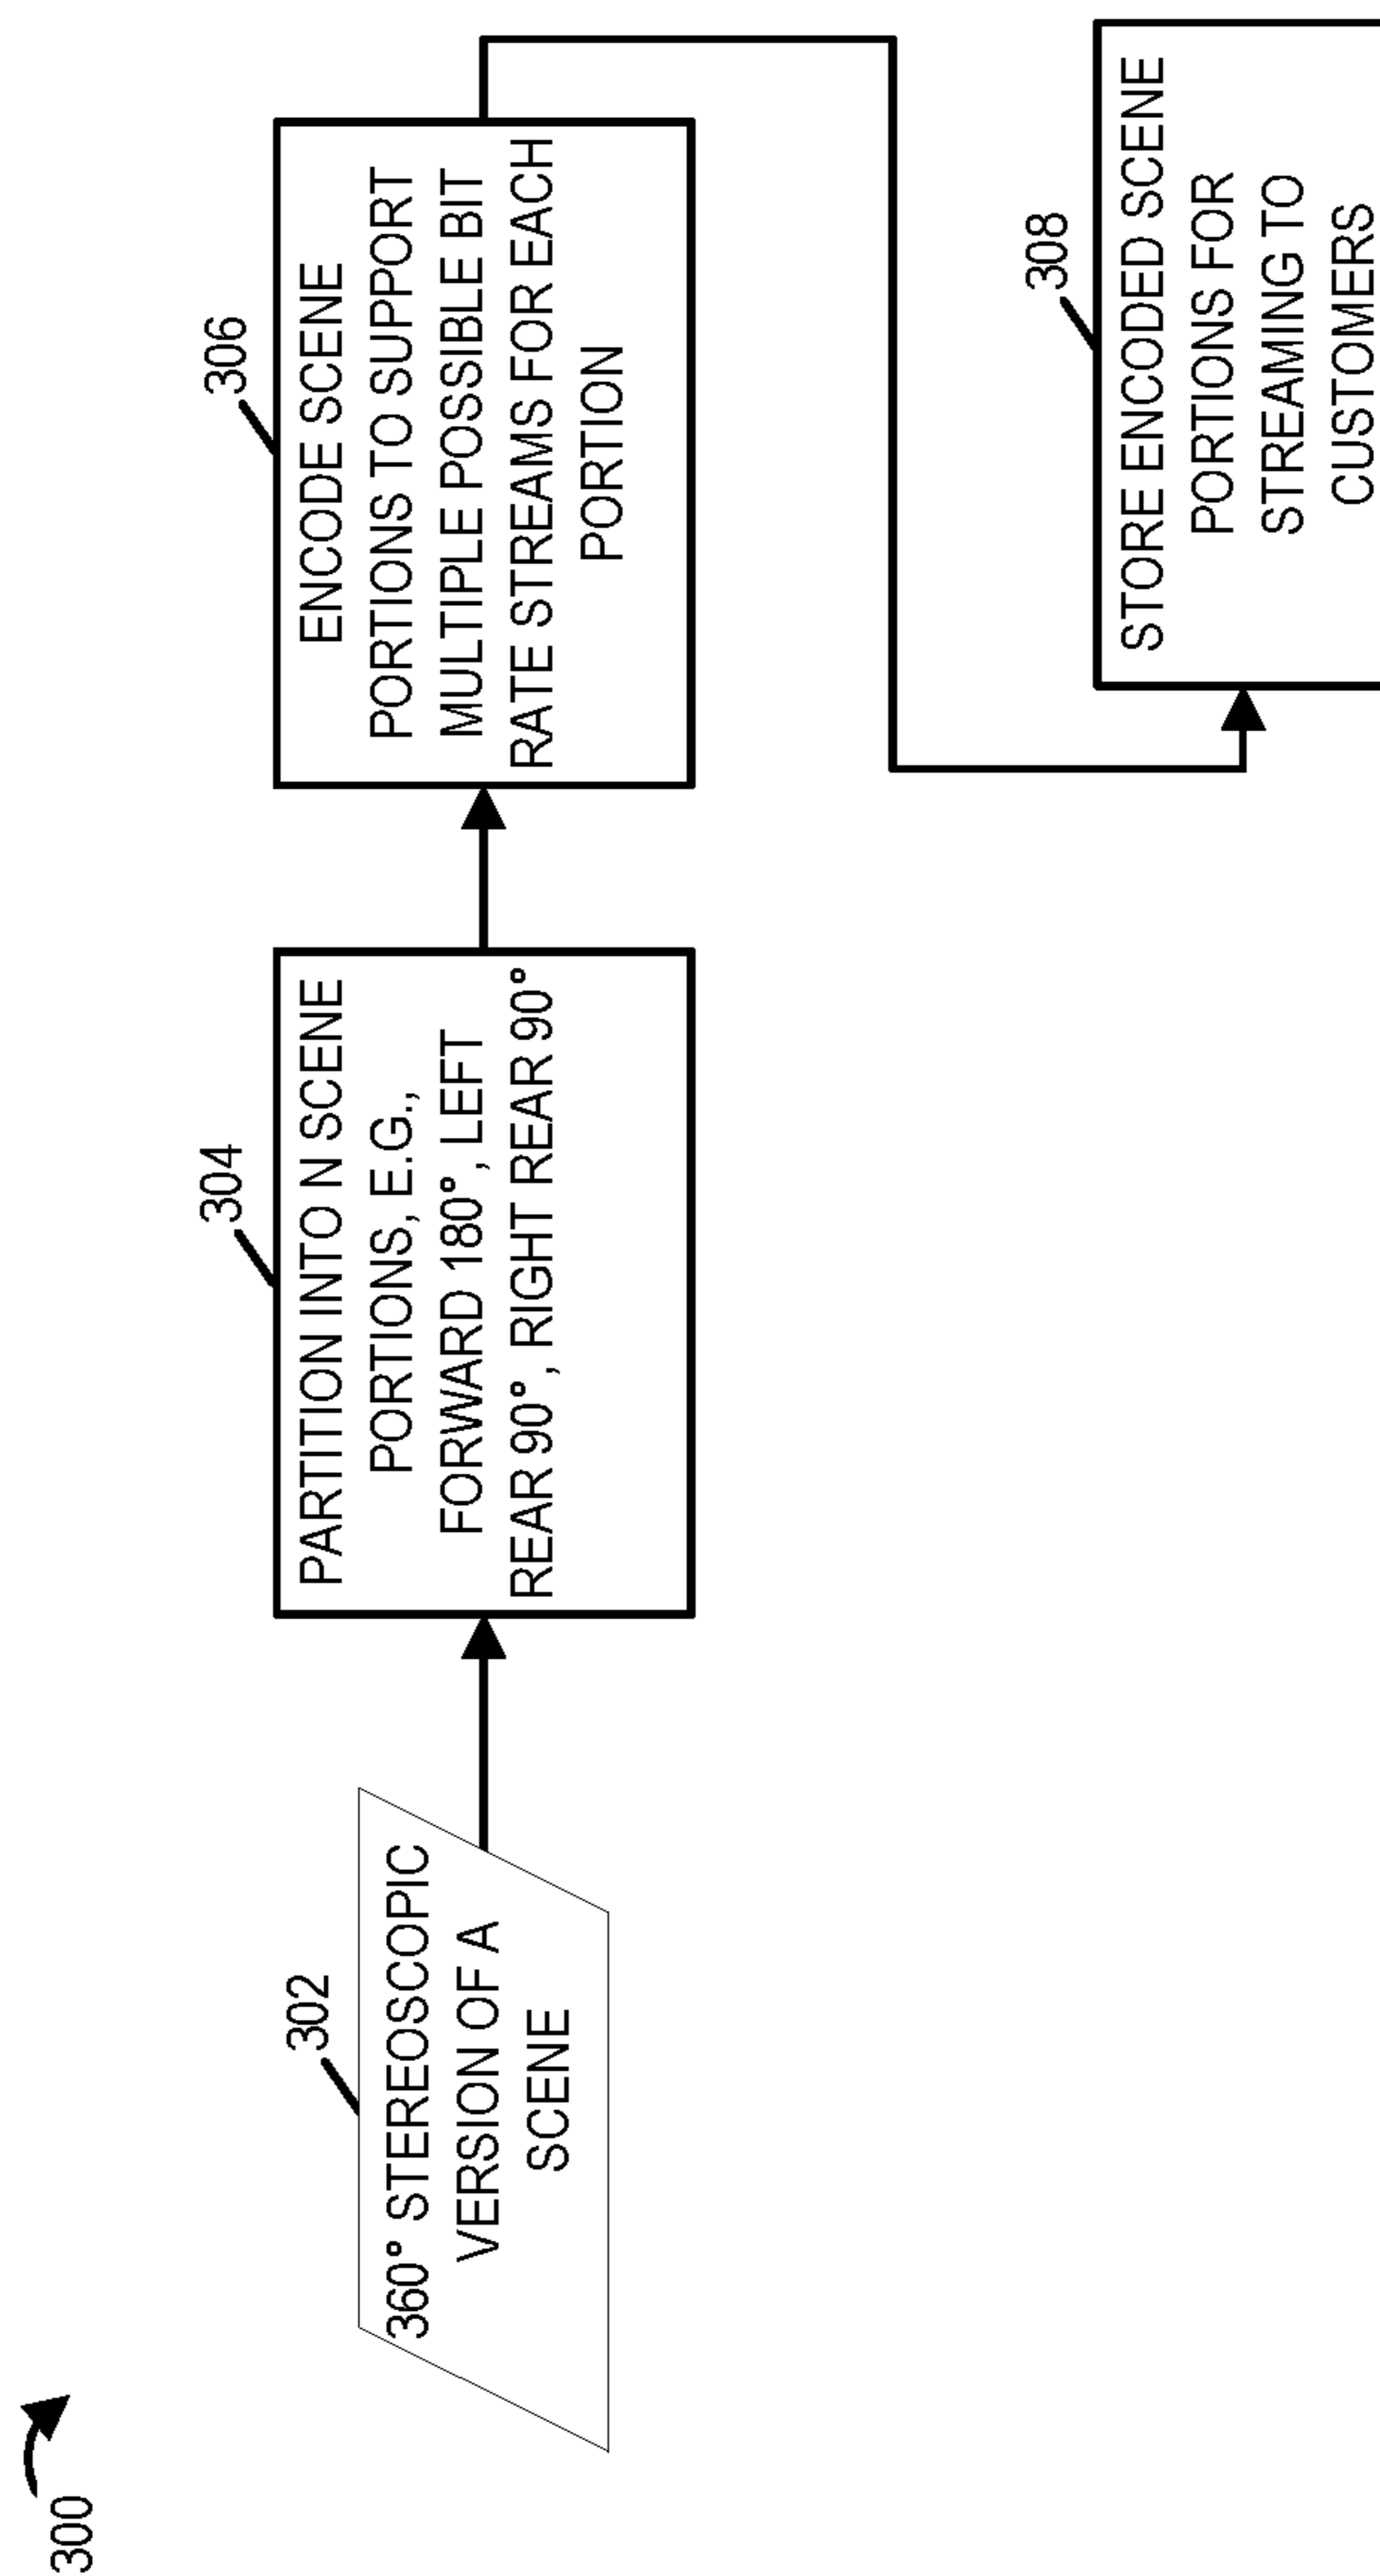 300
302
360° STEREOSCOPIC
VERSION OF A
SCENE
304
PARTITION INTO N SCENE
PORTIONS, E.G.,
FORWARD 180°, LEFT
REAR 90°, RIGHT REAR 90°
306
ENCODE SCENE
PORTIONS TO SUPPORT
MULTIPLE POSSIBLE BIT
RATE STREAMS FOR EACH
PORTION
308
STORE ENCODED SCENE
PORTIONS FOR
STREAMING TO
CUSTOMERS